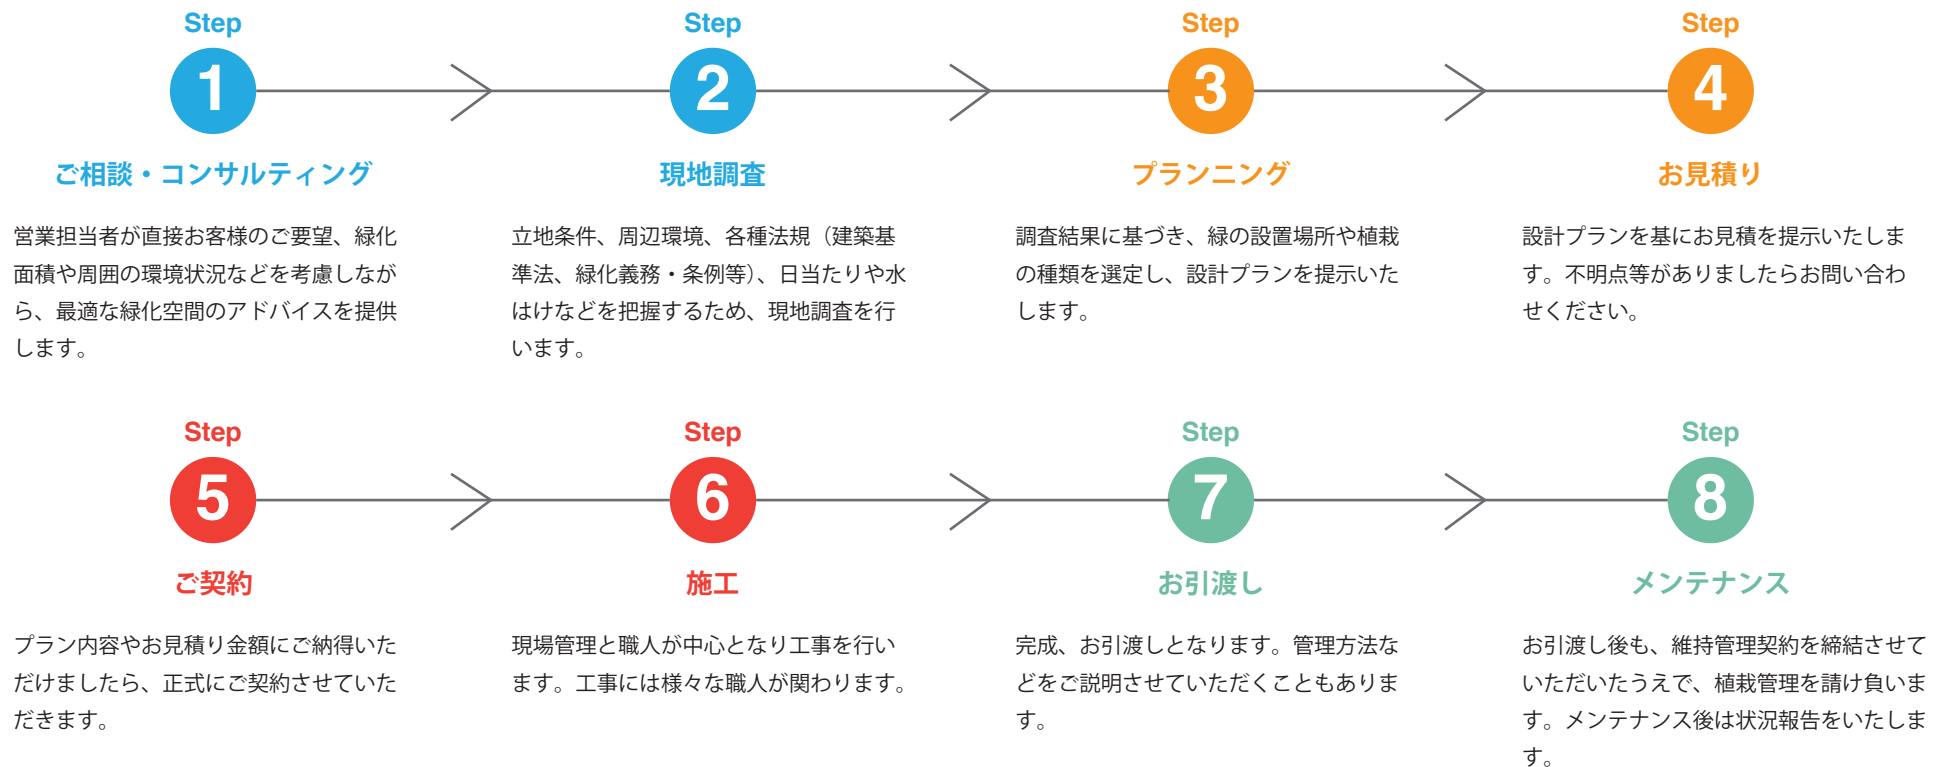 Step
1
ご相談・コンサルティング
営業担当者が直接お客様のご要望、緑化
面積や周囲の環境状況などを考慮しなが
ら、最適な緑化空間のアドバイスを提供
します。
Step
2
現地調査
立地条件、周辺環境、各種法規（建築基
準法、緑化義務・条例等）、日当たりや水
はけなどを把握するため、現地調査を行
います。
Step
3
プランニング
調査結果に基づき、緑の設置場所や植栽
の種類を選定し、設計プランを提示いた
します。
Step
4
お見積り
設計プランを基にお見積を提示いたしま
す。不明点等がありましたらお問い合わ
せください。
Step
5
ご契約
プラン内容やお見積り金額にご納得いた
だけましたら、正式にご契約させていた
だきます。
Step
6
施工
現場管理と職人が中心となり工事を行い
ます。工事には様々な職人が関わります。
Step
7
お引渡し
完成、お引渡しとなります。管理方法な
どをご説明させていただくこともありま
す。
Step
8
メンテナンス
お引渡し後も、維持管理契約を締結させて
いただいたうえで、植栽管理を請け負いま
す。メンテナンス後は状況報告をいたしま
す。